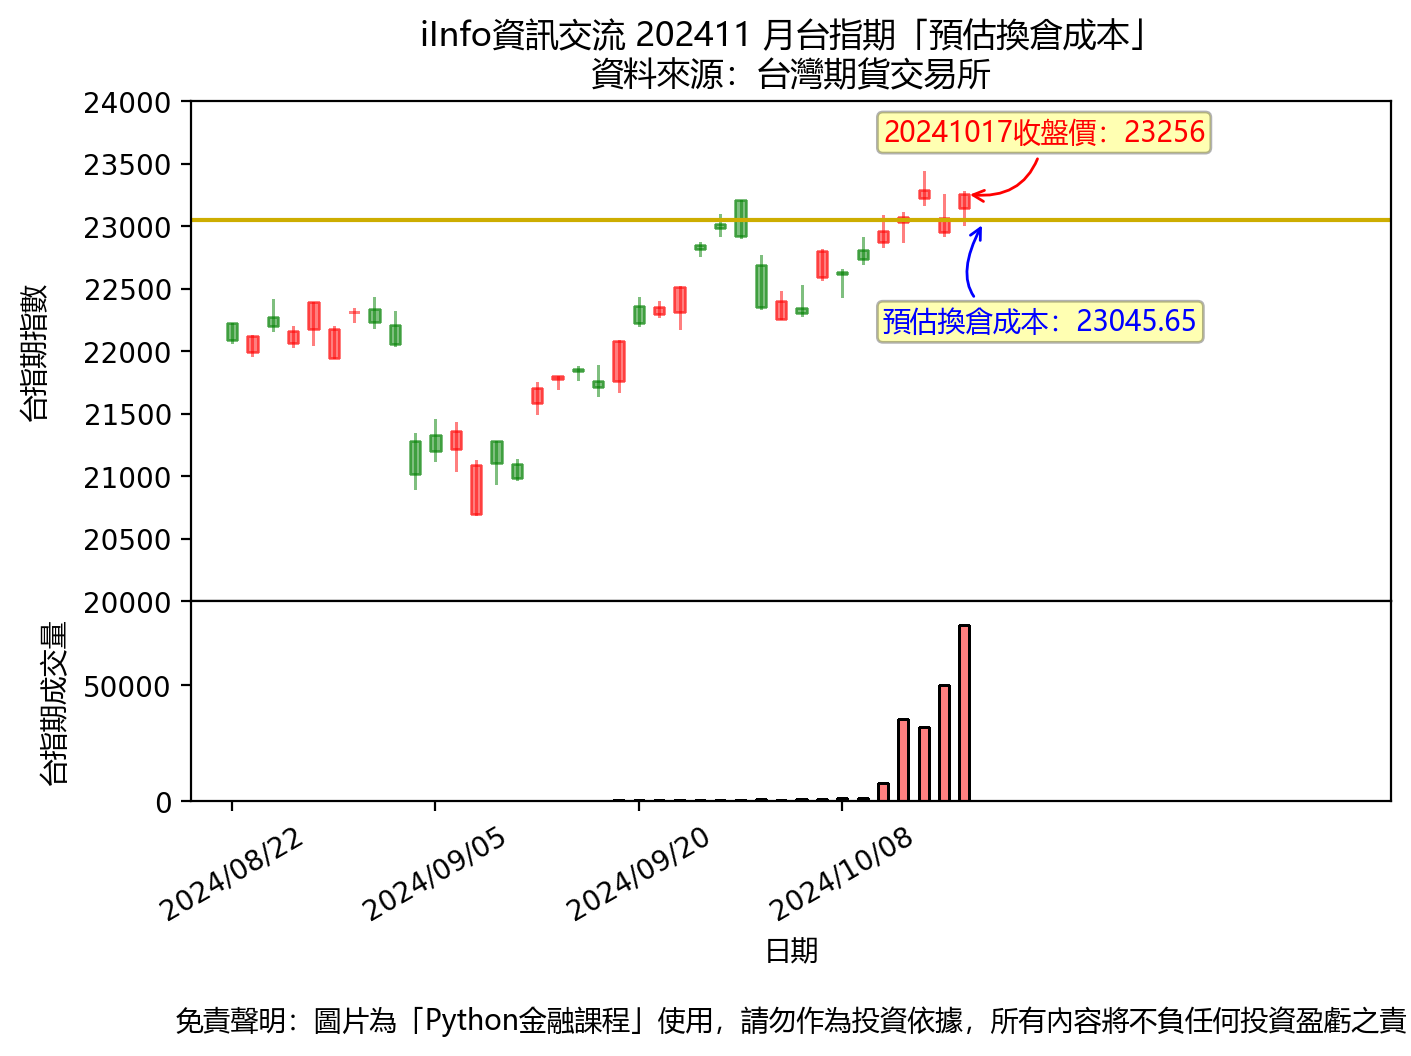 iInfo資訊交流 202411 月台指期「預估換倉成本」
資料來源：台灣期貨交易所
24000
20241017收盤價：23256
23500
23000
22500
預估換倉成本：23045.65
22000
21500
21000
20500
20000
台指期指數
50000
0
台指期成交量
2024/08/22
2024/09/05
2024/09/20
2024/10/08
日期
免責聲明：圖片為「Python金融課程」使用，請勿作為投資依據，所有內容將不負任何投資盈虧之責